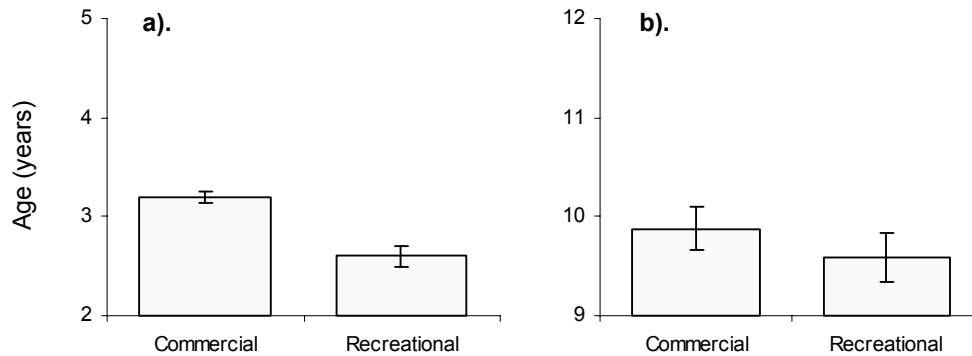 a).
5
4
3
2
Age (years)
Commercial Recreational
b).
12
11
10
9
Commercial Recreational